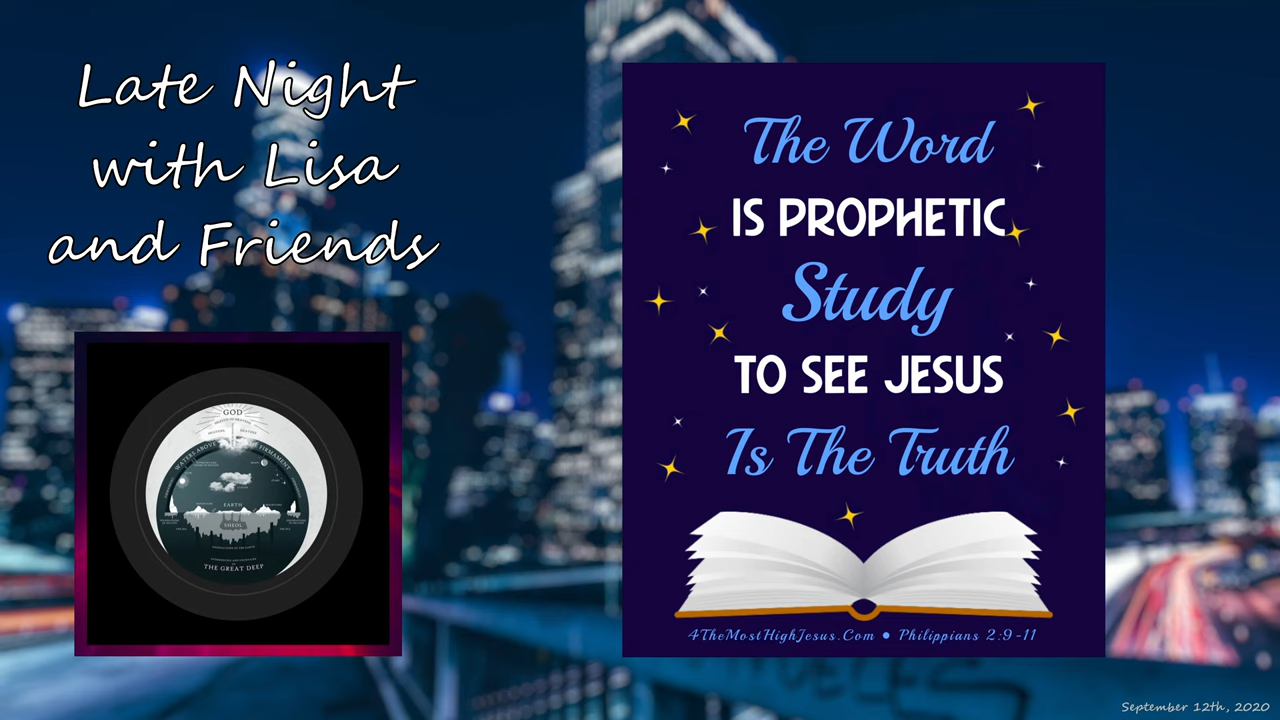 Late Night
with Lisa
and Friends
GOD
WATERS ABOVE THE FIRMAMENT
EARTH
SHEOL
THE GREAT DEEP
The Word
IS PROPHETIC
Study
TO SEE JESUS
Is The Truth
4TheMostHighJesus.Com • Philippians 2:9-11
September 12th, 2020